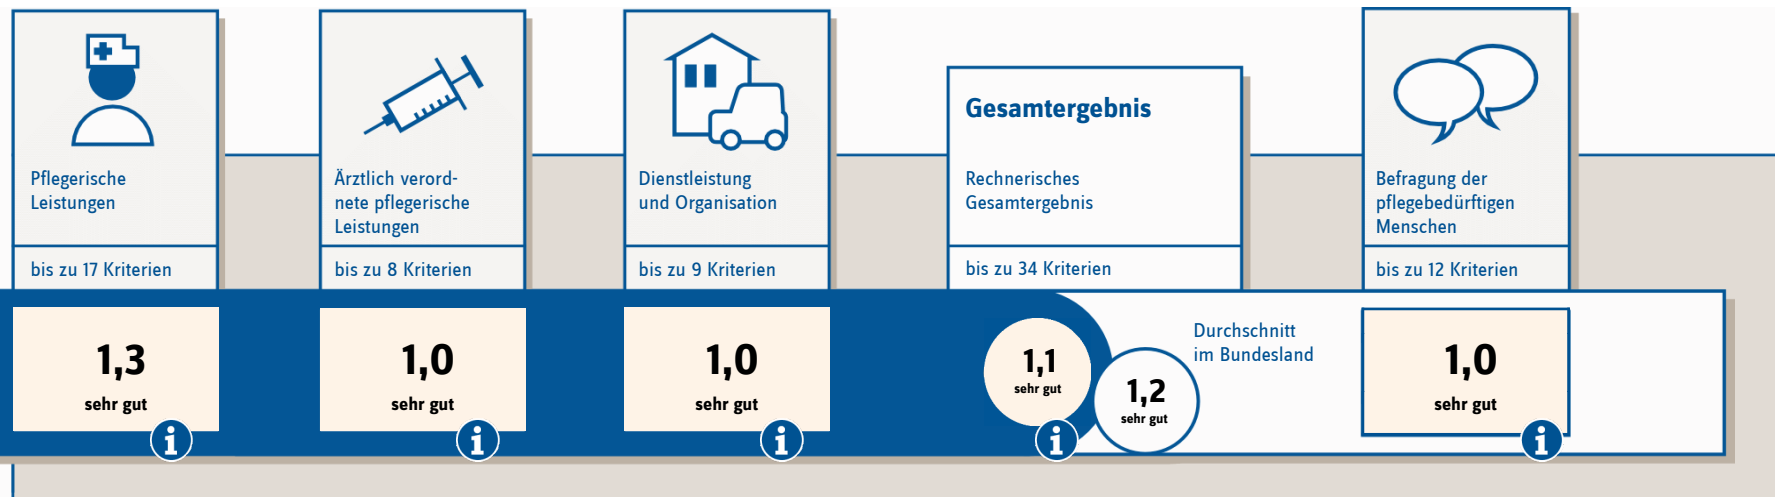 Pflegerische
Leistungen
bis zu 17 Kriterien
1,3
sehr gut
i
Ärztlich verord-
nete pflegerische
Leistungen
bis zu 8 Kriterien
1,0
sehr gut
i
Dienstleistung
und Organisation
bis zu 9 Kriterien
1,0
sehr gut
i
Gesamtergebnis
Rechnerisches
Gesamtergebnis
bis zu 34 Kriterien
1,1
sehr gut
i
Durchschnitt
im Bundesland
1,2
sehr gut
Befragung der
pflegebedürftigen
Menschen
bis zu 12 Kriterien
1,0
sehr gut
i